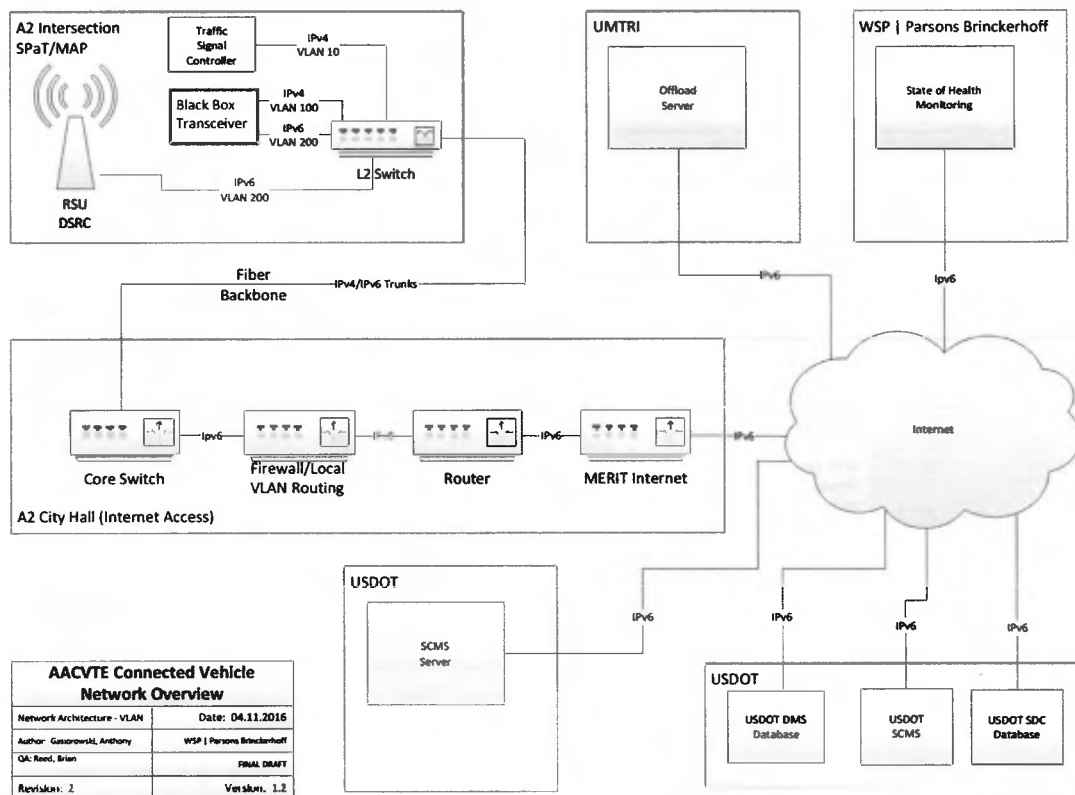 A2 Intersection
SPaT/MAP
Traffic
Signal
Controller
IPv4
VLAN 10
Black Box
Transceiver
IPv4
VLAN 100
IPv6
VLAN 200
L2 Switch
IPv6
VLAN 200
RSU
DSRC
UMTRI
Offload
Server
WSP | Parsons Brinckerhoff
State of Health
Monitoring
Fiber
Backbone
IPv4/IPv6 Trunks
IPv6
Ipv6
Internet
Core Switch
Ipv6
Firewall/Local
VLAN Routing
IPv6
Router
IPv6
MERIT Internet
IPv6
A2 City Hall (Internet Access)
USDOT
SCMS
Server
IPv6
IPv6
IPv6
IPv6
USDOT
USDOT DMS
Database
USDOT
SCMS
USDOT SDC
Database
AACVTE Connected Vehicle
Network Overview
Network Architecture - VLAN
Date: 04.11.2016
Author: Gasiorowski, Anthony
WSP | Parsons Brinckerhoff
QA: Reed, Brian
FINAL DRAFT
Revision: 2
Version. 1.2